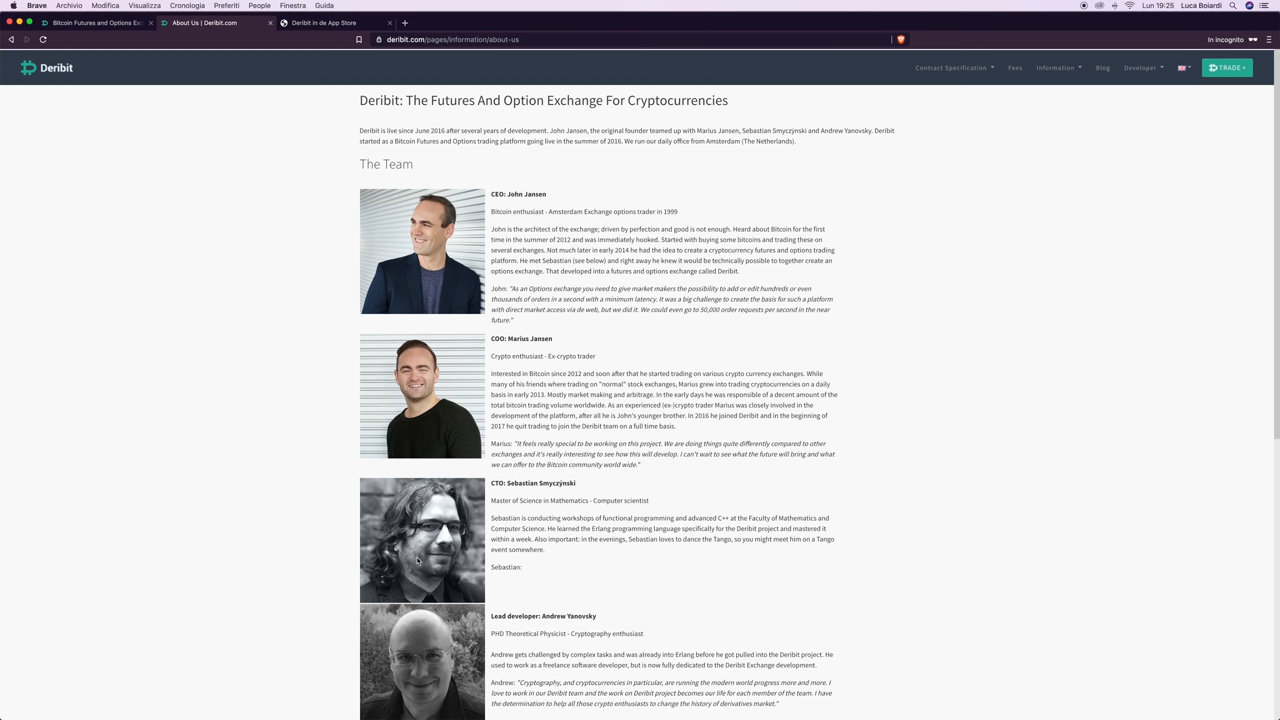 Brave Archivio Modifica Visualizza Cronologia Preferiti People Finestra Guida Lun 19:25 Luca Boiardi
Bitcoin Futures and Options Exc About Us | Deribit.com Deribit in de App Store
deribit.com/pages/information/about-us In incognito
Deribit Contract Specification Fees Information Blog Developer TRADE »
Deribit: The Futures And Option Exchange For Cryptocurrencies
Deribit is live since June 2016 after several years of development. John Jansen, the original founder teamed up with Marius Jansen, Sebastian Smyczýnski and Andrew Yanovsky. Deribit
started as a Bitcoin Futures and Options trading platform going live in the summer of 2016. We run our daily office from Amsterdam (The Netherlands).
The Team
CEO: John Jansen
Bitcoin enthusiast - Amsterdam Exchange options trader in 1999
John is the architect of the exchange; driven by perfection and good is not enough. Heard about Bitcoin for the first
time in the summer of 2012 and was immediately hooked. Started with buying some bitcoins and trading these on
several exchanges. Not much later in early 2014 he had the idea to create a cryptocurrency futures and options trading
platform. He met Sebastian (see below) and right away he knew it would be technically possible to together create an
options exchange. That developed into a futures and options exchange called Deribit.
John: "As an Options exchange you need to give market makers the possibility to add or edit hundreds or even
thousands of orders in a second with a minimum latency. It was a big challenge to create the basis for such a platform
with direct market access via de web, but we did it. We could even go to 50,000 order requests per second in the near
future."
COO: Marius Jansen
Crypto enthusiast - Ex-crypto trader
Interested in Bitcoin since 2012 and soon after that he started trading on various crypto currency exchanges. While
many of his friends where trading on "normal" stock exchanges, Marius grew into trading cryptocurrencies on a daily
basis in early 2013. Mostly market making and arbitrage. In the early days he was responsible of a decent amount of the
total bitcoin trading volume worldwide. As an experienced (ex-)crypto trader Marius was closely involved in the
development of the platform, after all he is John's younger brother. In 2016 he joined Deribit and in the beginning of
2017 he quit trading to join the Deribit team on a full time basis.
Marius: "It feels really special to be working on this project. We are doing things quite differently compared to other
exchanges and it's really interesting to see how this will develop. I can't wait to see what the future will bring and what
we can offer to the Bitcoin community world wide."
CTO: Sebastian Smyczýnski
Master of Science in Mathematics - Computer scientist
Sebastian is conducting workshops of functional programming and advanced C++ at the Faculty of Mathematics and
Computer Science. He learned the Erlang programming language specifically for the Deribit project and mastered it
within a week. Also important: in the evenings, Sebastian loves to dance the Tango, so you might meet him on a Tango
event somewhere.
Sebastian:
Lead developer: Andrew Yanovsky
PHD Theoretical Physicist - Cryptography enthusiast
Andrew gets challenged by complex tasks and was already into Erlang before he got pulled into the Deribit project. He
used to work as a freelance software developer, but is now fully dedicated to the Deribit Exchange development.
Andrew: "Cryptography, and cryptocurrencies in particular, are running the modern world progress more and more. I
love to work in our Deribit team and the work on Deribit project becomes our life for each member of the team. I have
the determination to help all those crypto enthusiasts to change the history of derivatives market."